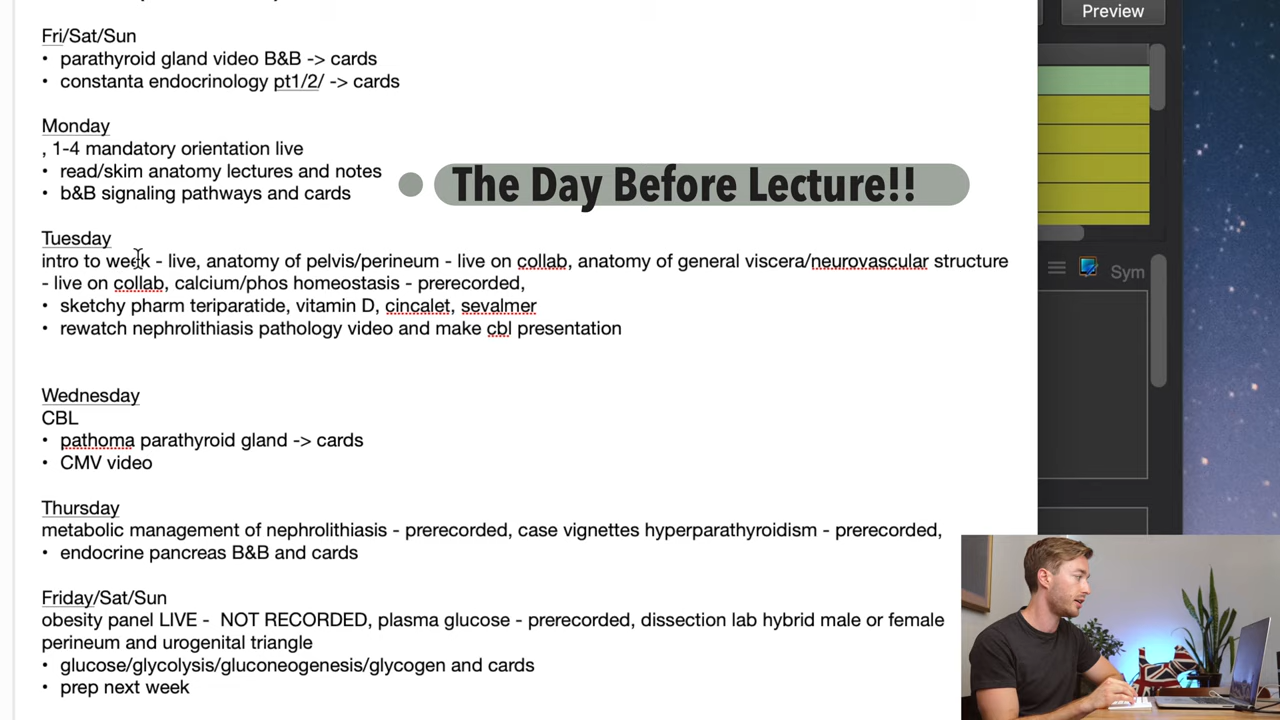 Fri/Sat/Sun
• parathyroid gland video B&B -> cards
• constanta endocrinology pt1/2/ -> cards
Monday
, 1-4 mandatory orientation live
• read/skim anatomy lectures and notes
• b&B signaling pathways and cards
The Day Before Lecture!!
Tuesday
intro to week - live, anatomy of pelvis/perineum - live on collab, anatomy of general viscera/neurovascular structure
- live on collab, calcium/phos homeostasis - prerecorded,
• sketchy pharm teriparatide, vitamin D, cincalet, sevalmer
• rewatch nephrolithiasis pathology video and make cbl presentation
Wednesday
CBL
• pathoma parathyroid gland -> cards
• CMV video
Thursday
metabolic management of nephrolithiasis - prerecorded, case vignettes hyperparathyroidism - prerecorded,
• endocrine pancreas B&B and cards
Friday/Sat/Sun
obesity panel LIVE - NOT RECORDED, plasma glucose - prerecorded, dissection lab hybrid male or female
perineum and urogenital triangle
• glucose/glycolysis/gluconeogenesis/glycogen and cards
• prep next week
Preview
Sym